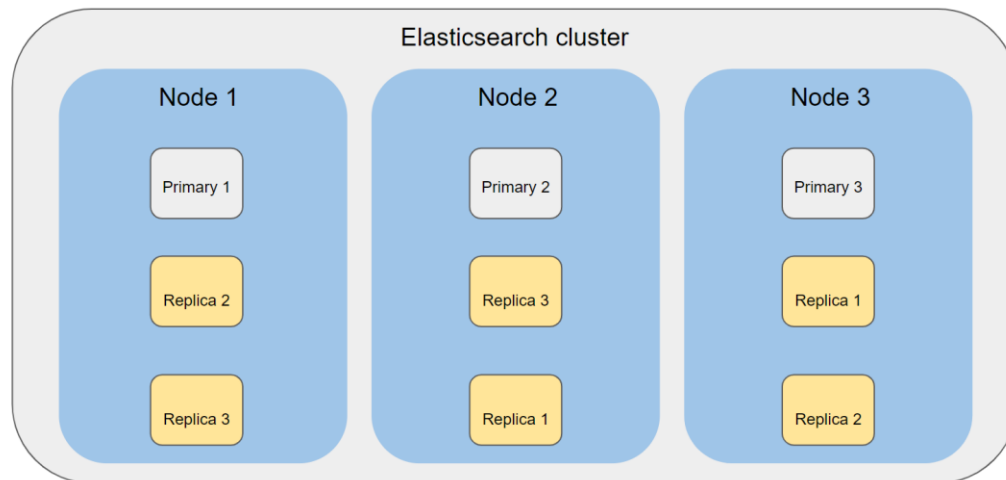 Elasticsearch cluster
Node 1
Node 2
Node 3
Primary 1
Primary 2
Primary 3
Replica 2
Replica 3
Replica 1
Replica 3
Replica 1
Replica 2